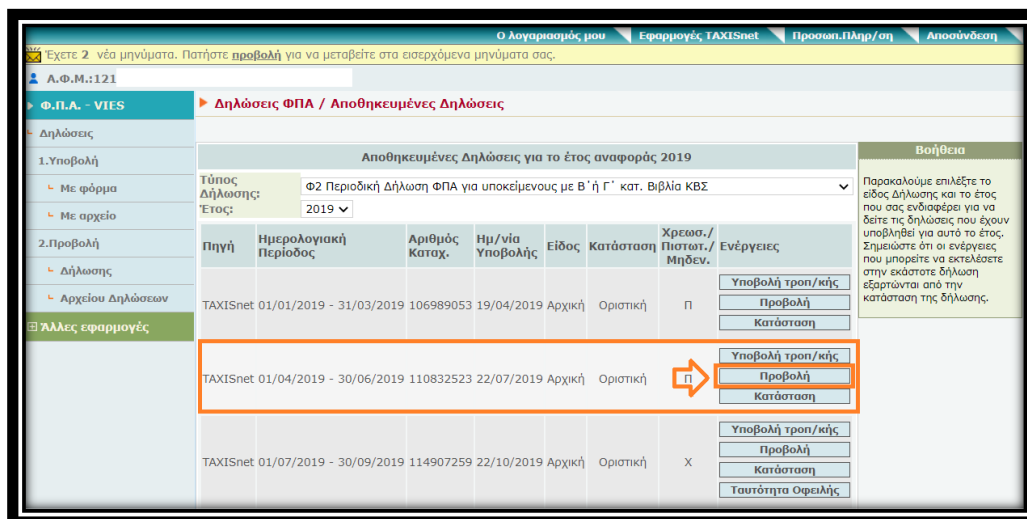 Ο λογαριασμός μου Εφαρμογές TAXISnet Προσωπ.Πληρ/ση Αποσύνδεση
Έχετε 2 νέα μηνύματα. Πατήστε προβολή για να μεταβείτε στα εισερχόμενα μηνύματα σας.
Α.Φ.Μ.:121
Φ.Π.Α. - VIES
Δηλώσεις
1.Υποβολή
Με φόρμα
Με αρχείο
2.Προβολή
Δήλωσης
Αρχείου Δηλώσεων
Άλλες εφαρμογές
Δηλώσεις ΦΠΑ / Αποθηκευμένες Δηλώσεις
Αποθηκευμένες Δηλώσεις για το έτος αναφοράς 2019
Τύπος Δήλωσης: Φ2 Περιοδική Δήλωση ΦΠΑ για υποκείμενους με Β΄ή Γ΄ κατ. Βιβλία ΚΒΣ
Έτος: 2019
Πηγή Ημερολογιακή Περίοδος Αριθμός Καταχ. Ημ/νία Υποβολής Είδος Κατάσταση Χρεωσ./ Πιστωτ./ Μηδεν. Ενέργειες
TAXISnet 01/01/2019 - 31/03/2019 106989053 19/04/2019 Αρχική Οριστική Π
Υποβολή τροπ/κής
Προβολή
Κατάσταση
TAXISnet 01/04/2019 - 30/06/2019 110832523 22/07/2019 Αρχική Οριστική Π
Υποβολή τροπ/κής
Προβολή
Κατάσταση
TAXISnet 01/07/2019 - 30/09/2019 114907259 22/10/2019 Αρχική Οριστική Χ
Υποβολή τροπ/κής
Προβολή
Κατάσταση
Ταυτότητα Οφειλής
Βοήθεια
Παρακαλούμε επιλέξτε το
είδος Δήλωσης και το έτος
που σας ενδιαφέρει για να
δείτε τις δηλώσεις που έχουν
υποβληθεί για αυτό το έτος.
Σημειώστε ότι οι ενέργειες
που μπορείτε να εκτελέσετε
στην εκάστοτε δήλωση
εξαρτώνται από την
κατάσταση της δήλωσης.